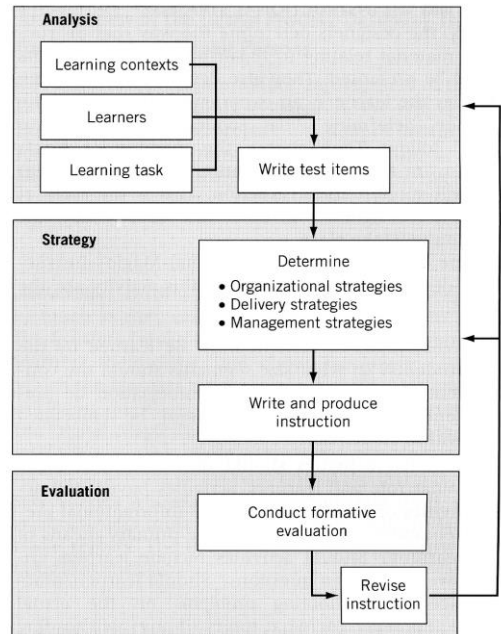 Analysis
Learning contexts
Learners
Learning task
Write test items
Strategy
Determine
• Organizational strategies
• Delivery strategies
• Management strategies
Write and produce
instruction
Evaluation
Conduct formative
evaluation
Revise
instruction